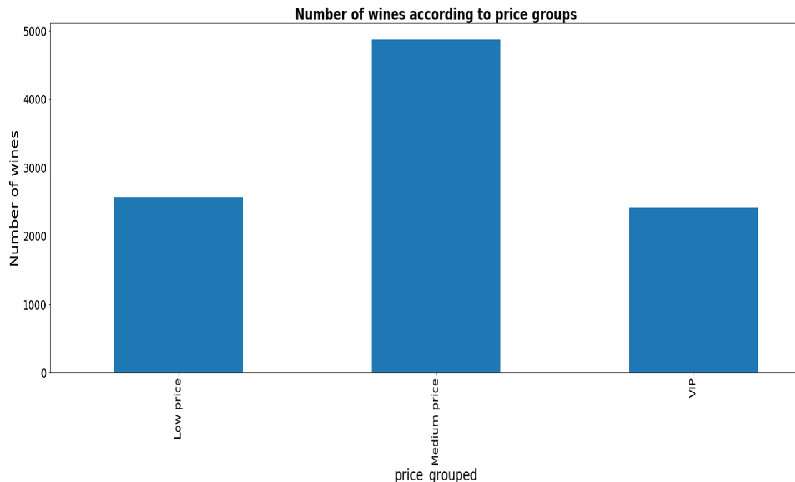 Number of wines according to price groups
5000
4000
3000
2000
1000
0
Number of wines
Low price
Medium price
VIP
price_grouped